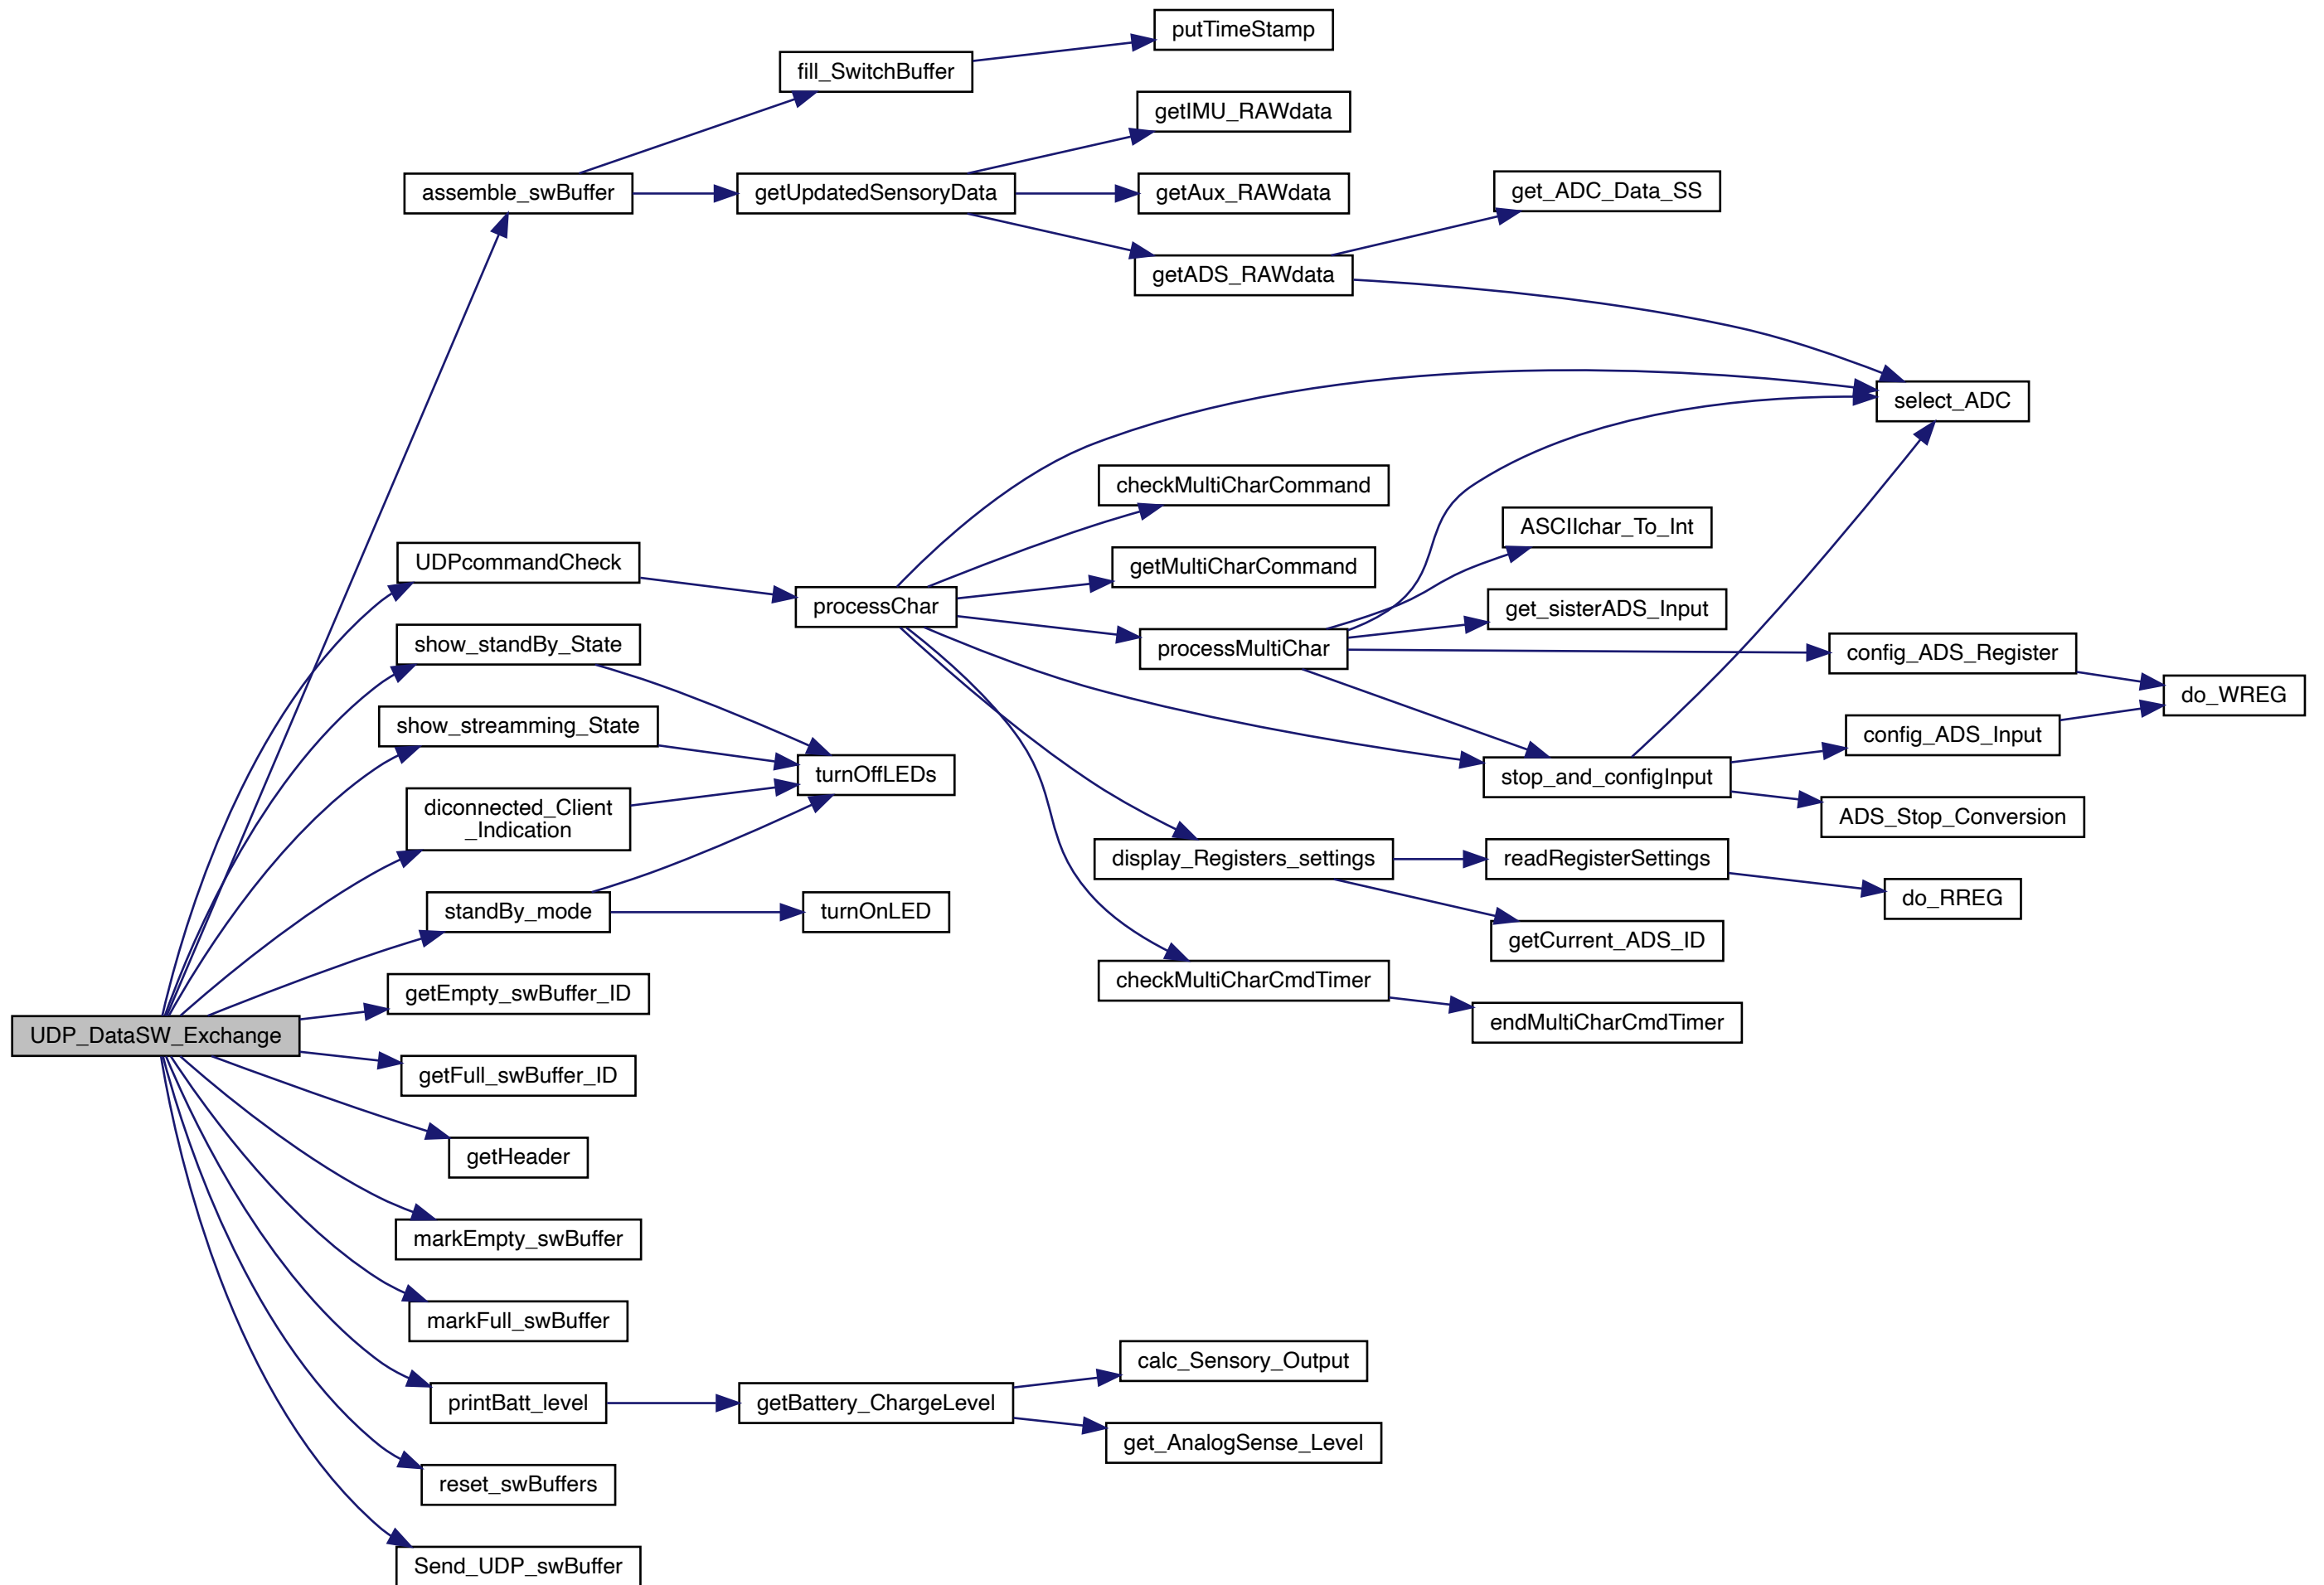 putTimeStamp
fill_SwitchBuffer
getIMU_RAWdata
assemble_swBuffer
getUpdatedSensoryData
getAux_RAWdata
get_ADC_Data_SS
getADS_RAWdata
select_ADC
checkMultiCharCommand
ASCIIchar_To_Int
UDPcommandCheck
getMultiCharCommand
processChar
get_sisterADS_Input
show_standBy_State
processMultiChar
config_ADS_Register
do_WREG
show_streamming_State
config_ADS_Input
turnOffLEDs
stop_and_configInput
diconnected_Client
_Indication
ADS_Stop_Conversion
display_Registers_settings
readRegisterSettings
do_RREG
standBy_mode
turnOnLED
getCurrent_ADS_ID
getEmpty_swBuffer_ID
checkMultiCharCmdTimer
endMultiCharCmdTimer
UDP_DataSW_Exchange
getFull_swBuffer_ID
getHeader
markEmpty_swBuffer
markFull_swBuffer
calc_Sensory_Output
printBatt_level
getBattery_ChargeLevel
get_AnalogSense_Level
reset_swBuffers
Send_UDP_swBuffer